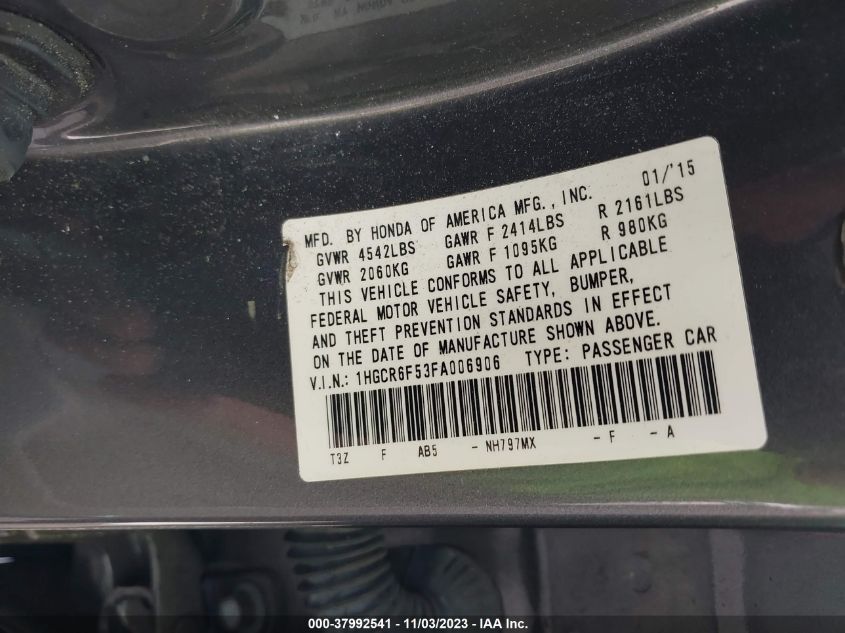 MFD. BY HONDA OF AMERICA MFG., INC. 01/'15
GVWR 4542LBS GAWR F 2414LBS R 2161LBS
GVWR 2060KG GAWR F 1095KG R 980KG
THIS VEHICLE CONFORMS TO ALL APPLICABLE
FEDERAL MOTOR VEHICLE SAFETY, BUMPER,
AND THEFT PREVENTION STANDARDS IN EFFECT
ON THE DATE OF MANUFACTURE SHOWN ABOVE.
V.I.N.: 1HGCR6F53FA006906 TYPE: PASSENGER CAR
T3Z F AB5 - NH797MX - F - A
000-37992541 - 11/03/2023 - IAA Inc.